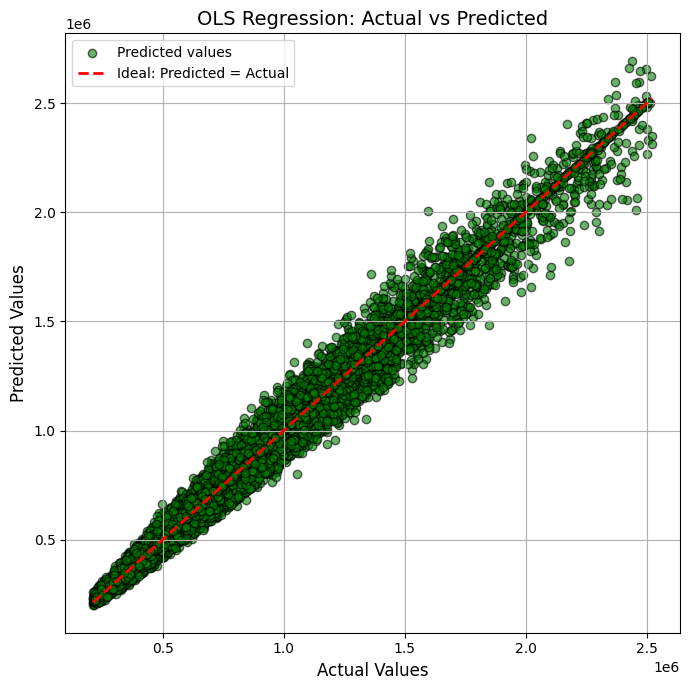 OLS Regression: Actual vs Predicted
1e6
Predicted values
Ideal: Predicted = Actual
2.5
2.0
1.5
1.0
0.5
Predicted Values
0.5 1.0 1.5 2.0 2.5
1e6
Actual Values